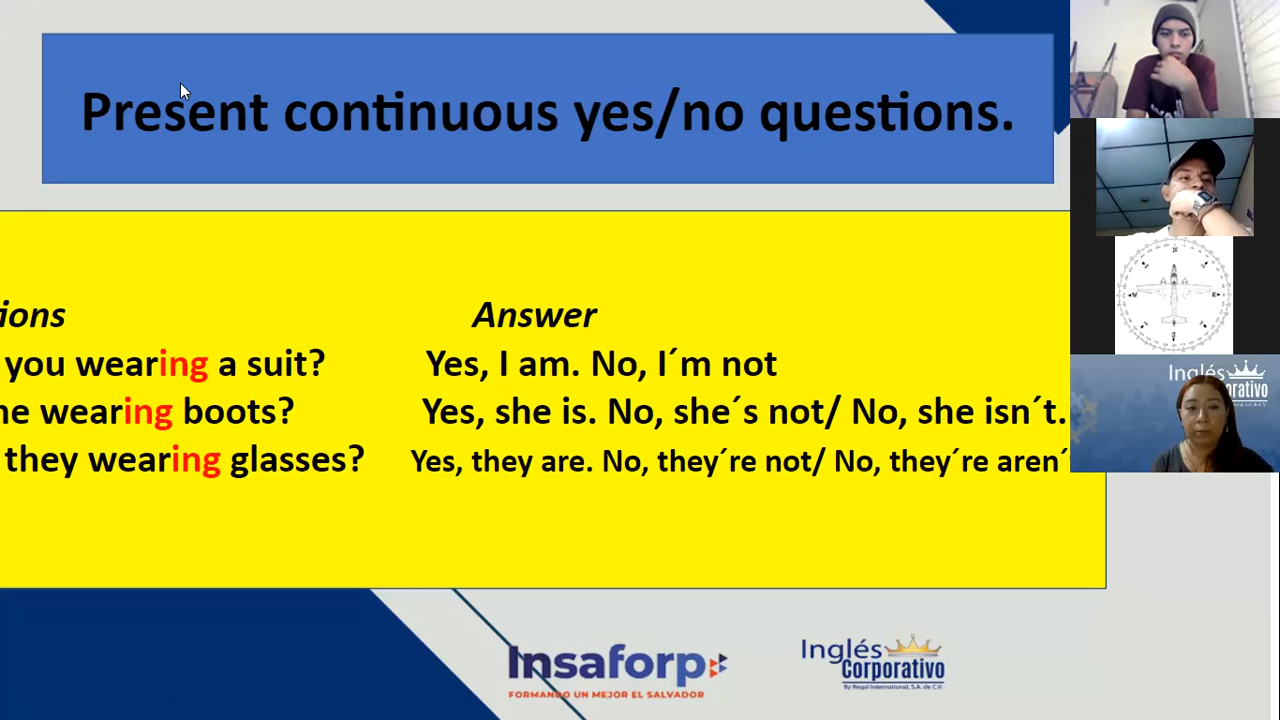 Present continuous yes/no questions.
Answer
you wearing a suit? Yes, I am. No, I´m not
wearing boots? Yes, she is. No, she´s not/ No, she isn´t.
they wearing glasses? Yes, they are. No, they´re not/ No, they´re aren´
Inglés
Insaforp
FORMANDO UN MEJOR EL SALVADOR
Inglés
Corporativo
By Regal International, S.A. de C.V.